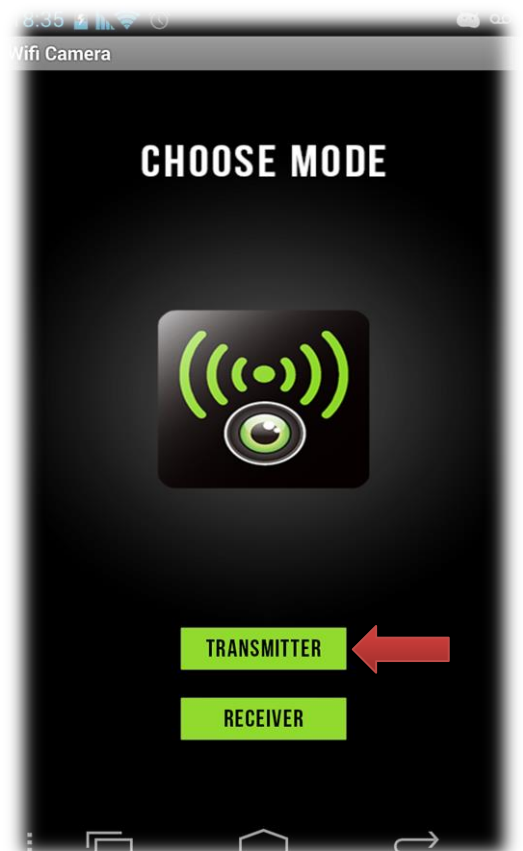 8:35
Wifi Camera
CHOOSE MODE
TRANSMITTER
RECEIVER